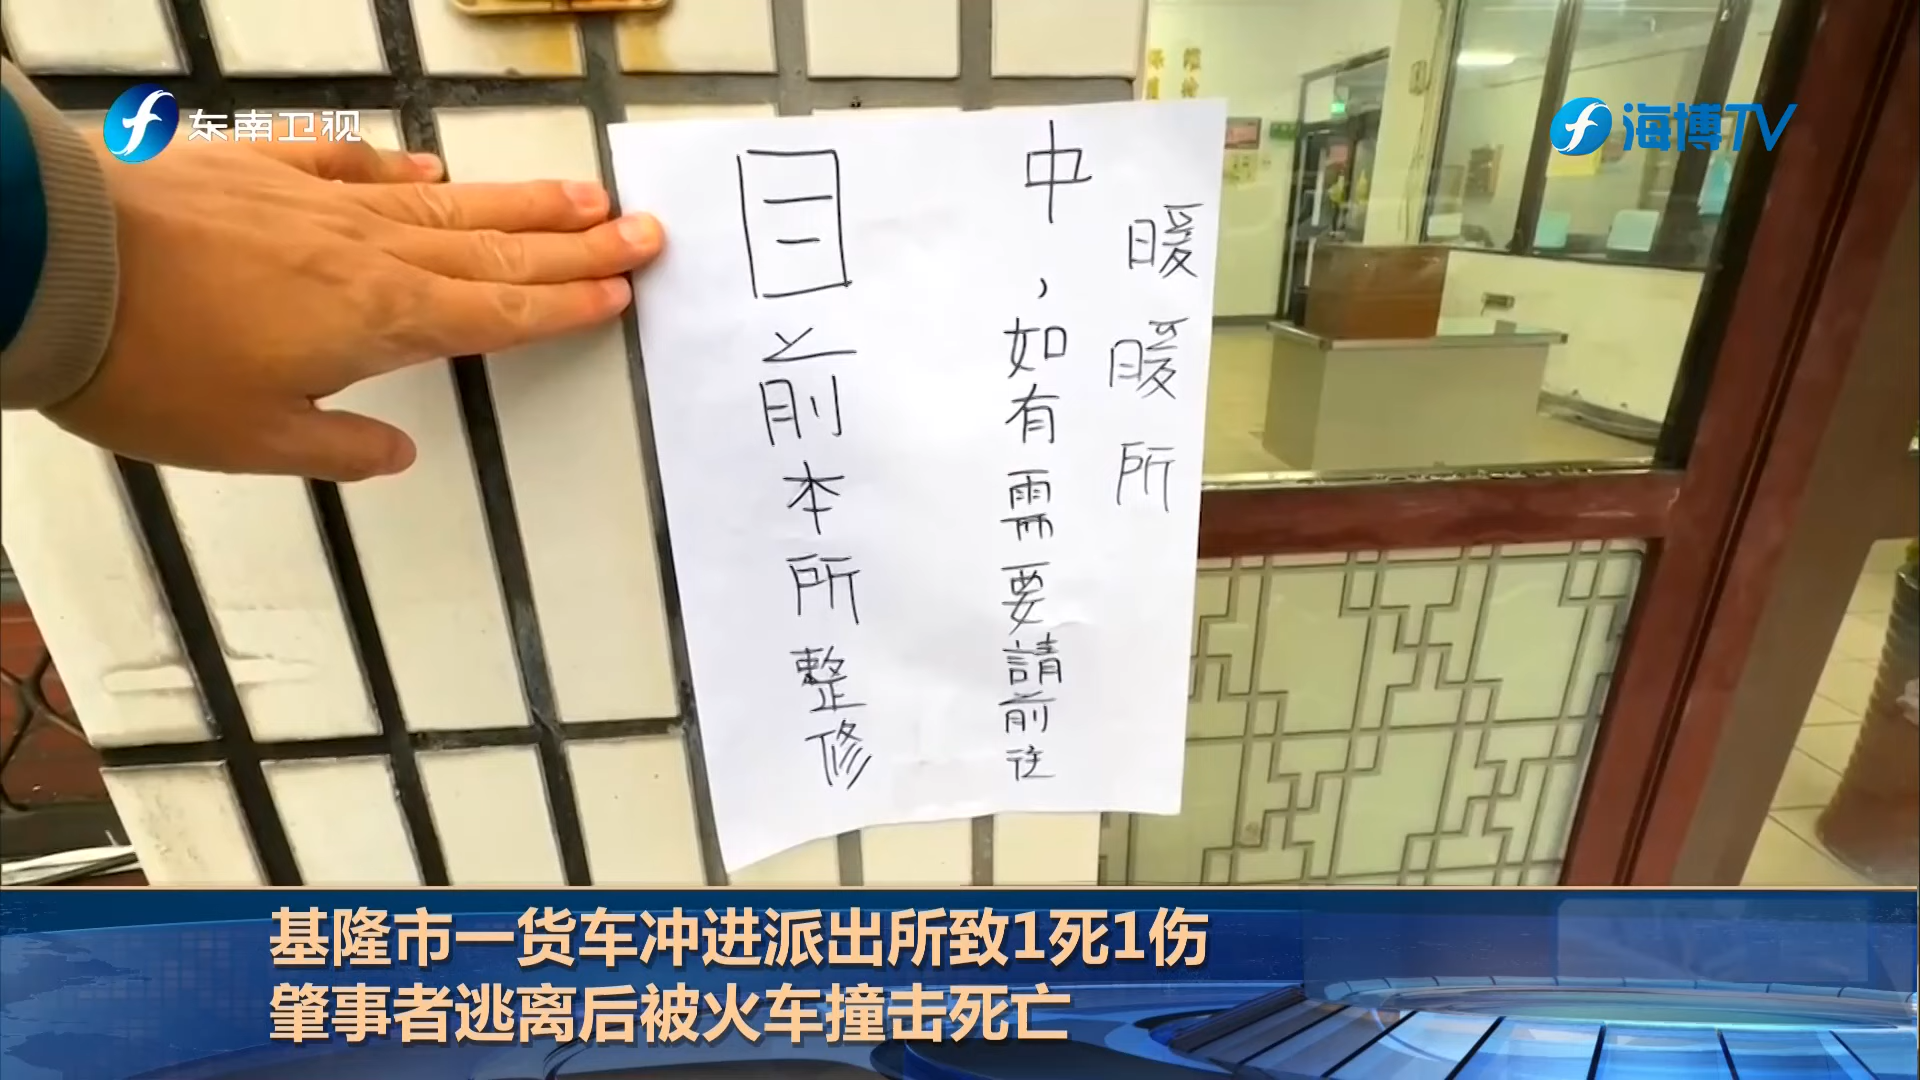 东南卫视
海博TV
目前本所整修
中，如有需要請前往
暖暖所
基隆市一货车冲进派出所致1死1伤
肇事者逃离后被火车撞击死亡